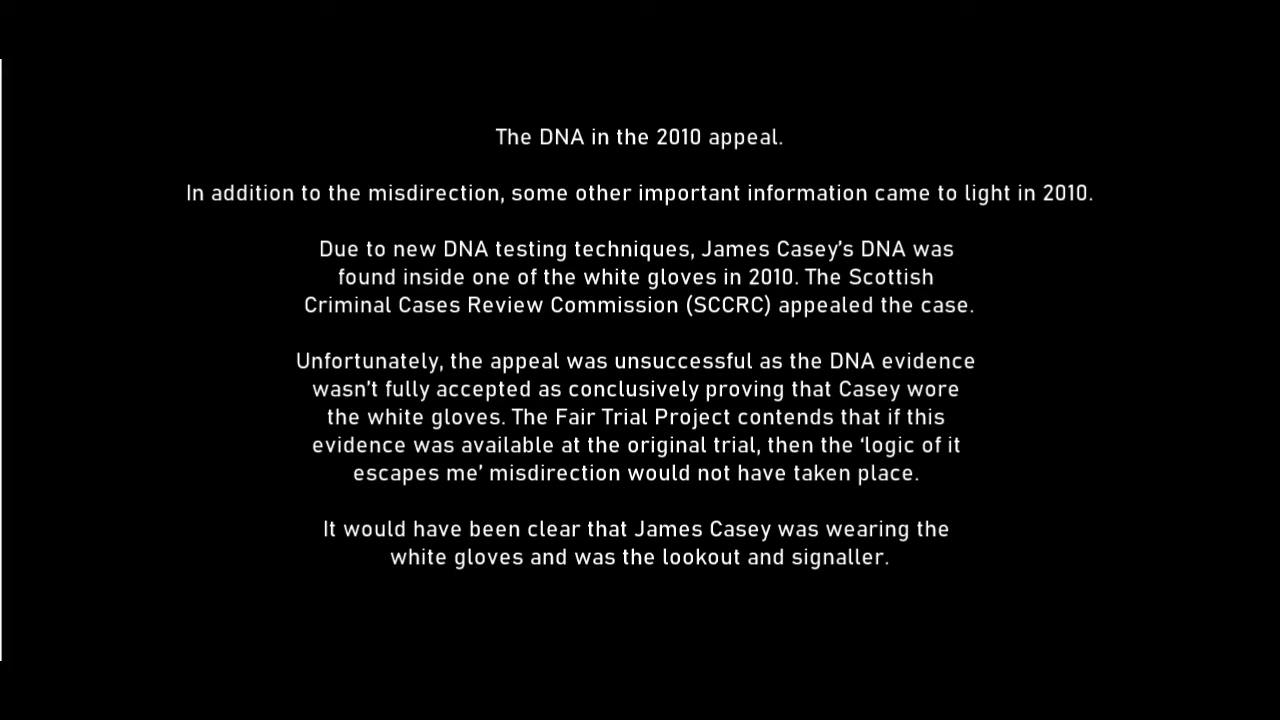 The DNA in the 2010 appeal.
In addition to the misdirection, some other important information came to light in 2010.
Due to new DNA testing techniques, James Casey's DNA was
found inside one of the white gloves in 2010. The Scottish
Criminal Cases Review Commission (SCCRC) appealed the case.
Unfortunately, the appeal was unsuccessful as the DNA evidence
wasn't fully accepted as conclusively proving that Casey wore
the white gloves. The Fair Trial Project contends that if this
evidence was available at the original trial, then the ‘logic of it
escapes me’ misdirection would not have taken place.
It would have been clear that James Casey was wearing the
white gloves and was the lookout and signaller.